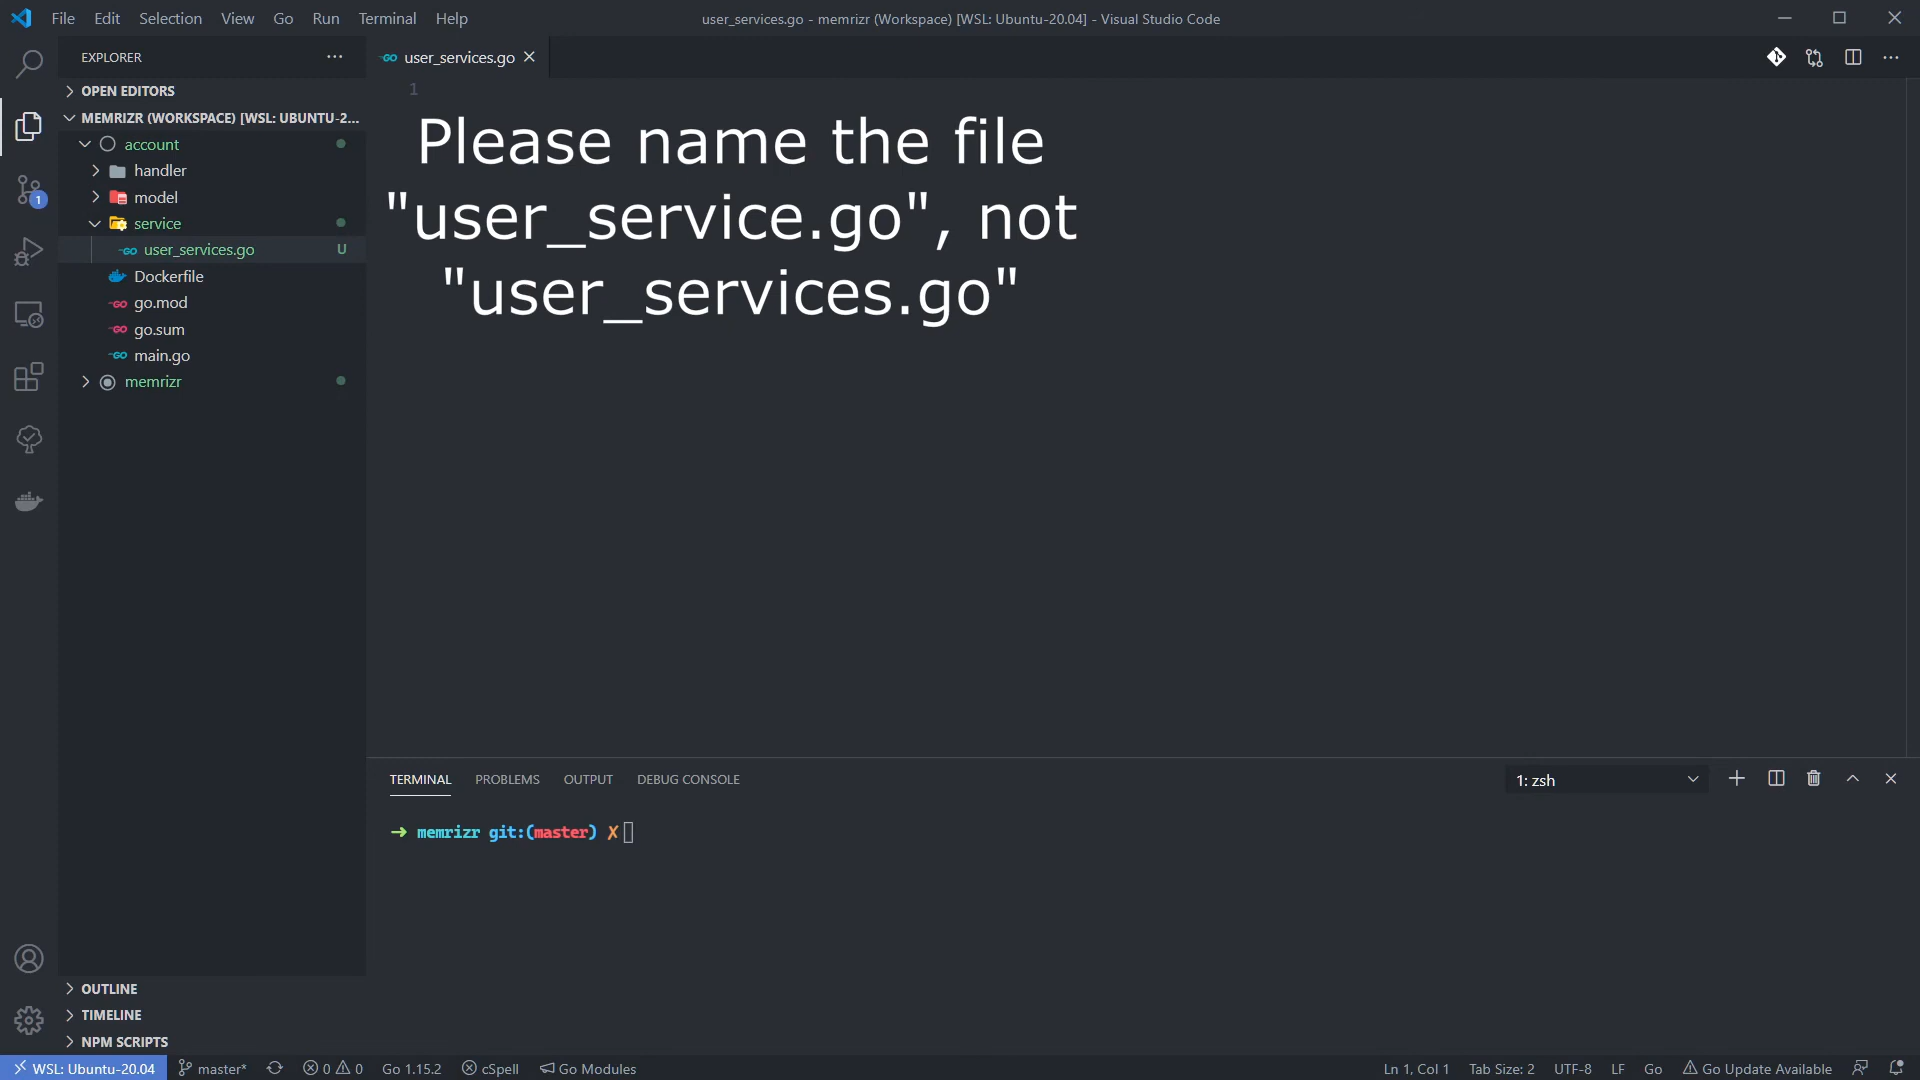 File Edit Selection View Go Run Terminal Help
user_services.go - memrizr (Workspace) [WSL: Ubuntu-20.04] - Visual Studio Code
EXPLORER
user_services.go
OPEN EDITORS
MEMRIZR (WORKSPACE) [WSL: UBUNTU-2...
account
handler
model
service
user_services.go U
Dockerfile
go.mod
go.sum
main.go
memrizr
1
Please name the file
"user_service.go", not
"user_services.go"
TERMINAL PROBLEMS OUTPUT DEBUG CONSOLE
1: zsh
➜ memrizr git:(master) ✗
OUTLINE
TIMELINE
NPM SCRIPTS
1
WSL: Ubuntu-20.04 master* 0 0 Go 1.15.2 cSpell Go Modules
Ln 1, Col 1 Tab Size: 2 UTF-8 LF Go Go Update Available